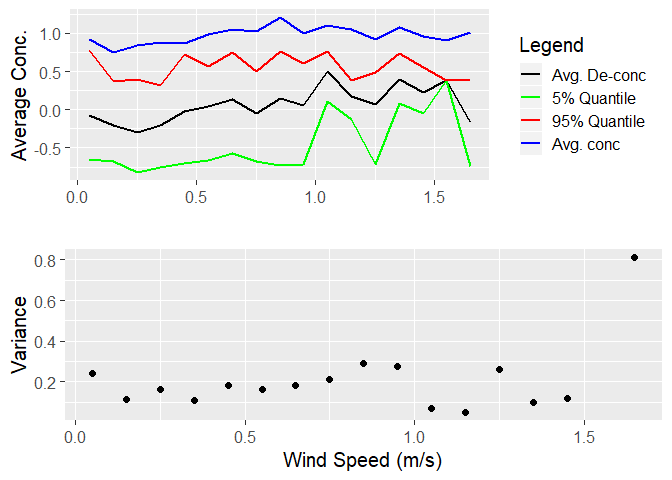 Average Conc.
1.0
0.5
0.0
-0.5
0.0
0.5
1.0
1.5
Legend
Avg. De-conc
5% Quantile
95% Quantile
Avg. conc
Variance
0.8
0.6
0.4
0.2
0.0
0.5
1.0
1.5
Wind Speed (m/s)